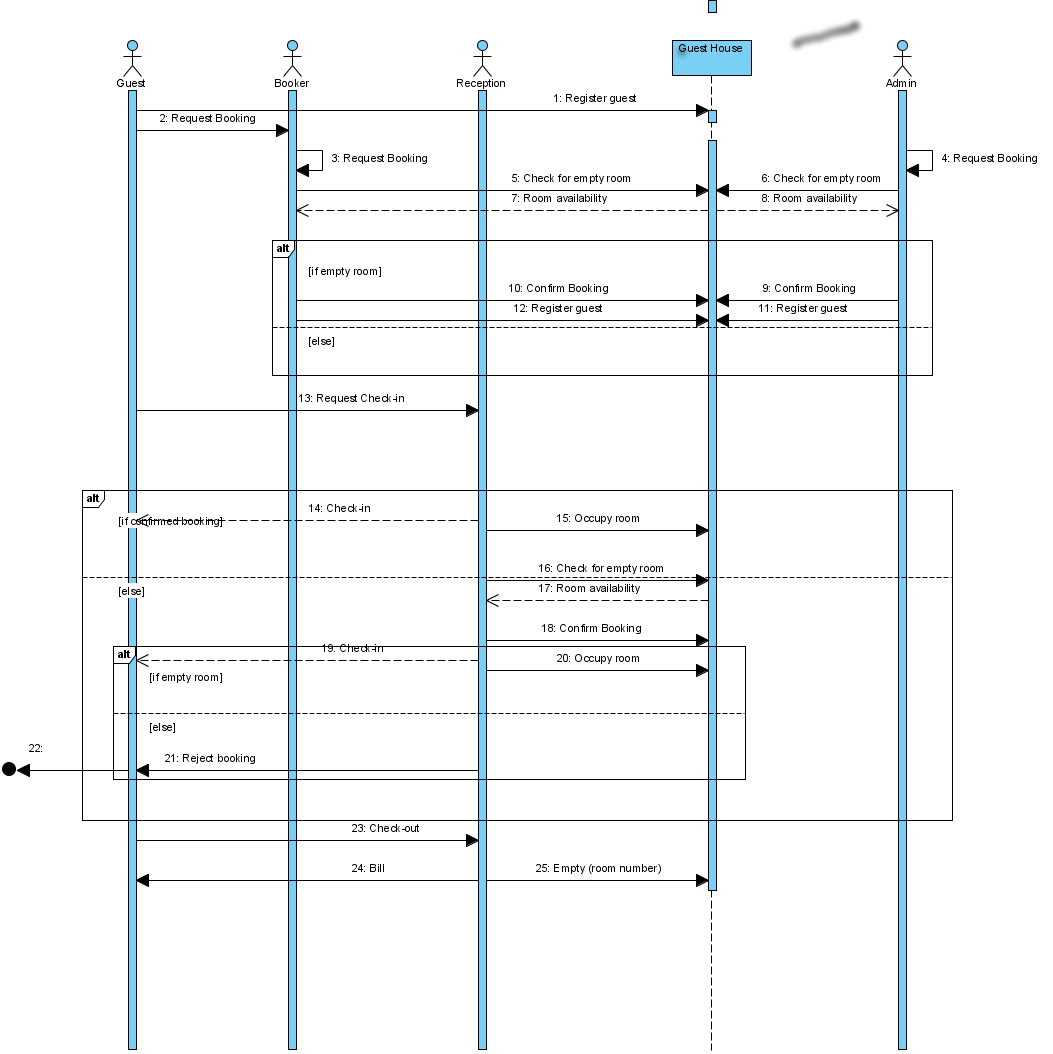 Guest House
Guest
Booker
Reception
Admin
1: Register guest
2: Request Booking
3: Request Booking
4: Request Booking
5: Check for empty room
6: Check for empty room
7: Room availability
8: Room availability
alt
[if empty room]
10: Confirm Booking
9: Confirm Booking
12: Register guest
11: Register guest
[else]
13: Request Check-in
alt
14: Check-in
[if confirmed booking]
15: Occupy room
16: Check for empty room
[else]
17: Room availability
18: Confirm Booking
alt
19: Check-in
20: Occupy room
[if empty room]
[else]
22:
21: Reject booking
23: Check-out
24: Bill
25: Empty (room number)